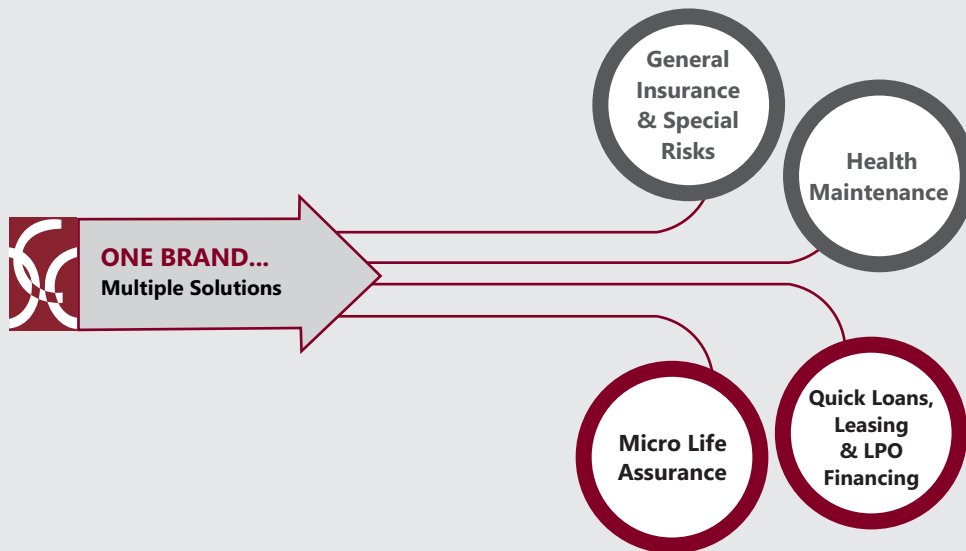 General
Insurance
& Special
Risks
Health
Maintenance
ONE BRAND...
Multiple Solutions
Micro Life
Assurance
Quick Loans,
Leasing
& LPO
Financing